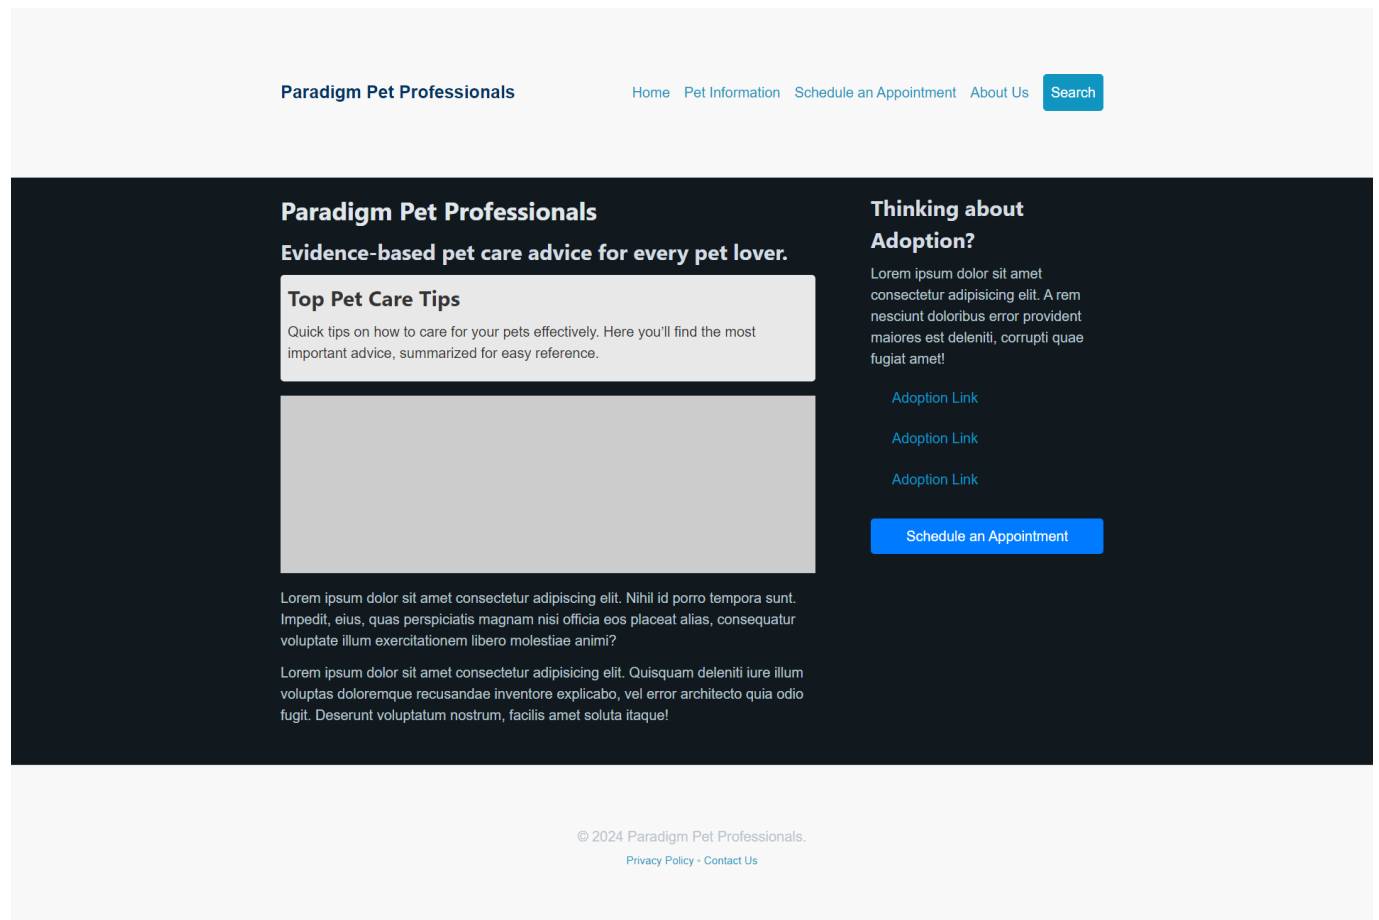 Paradigm Pet Professionals
Home Pet Information Schedule an Appointment About Us Search
Paradigm Pet Professionals
Evidence-based pet care advice for every pet lover.
Top Pet Care Tips
Quick tips on how to care for your pets effectively. Here you'll find the most
important advice, summarized for easy reference.
Lorem ipsum dolor sit amet consectetur adipiscing elit. Nihil id porro tempora sunt.
Impedit, eius, quas perspiciatis magnam nisi officia eos placeat alias, consequatur
voluptate illum exercitationem libero molestiae animi?
Lorem ipsum dolor sit amet consectetur adipisicing elit. Quisquam deleniti iure illum
voluptas doloremque recusandae inventore explicabo, vel error architecto quia odio
fugit. Deserunt voluptatum nostrum, facilis amet soluta itaque!
Thinking about
Adoption?
Lorem ipsum dolor sit amet
consectetur adipisicing elit. A rem
nesciunt doloribus error provident
maiores est deleniti, corrupti quae
fugiat amet!
Adoption Link
Adoption Link
Adoption Link
Schedule an Appointment
© 2024 Paradigm Pet Professionals.
Privacy Policy • Contact Us